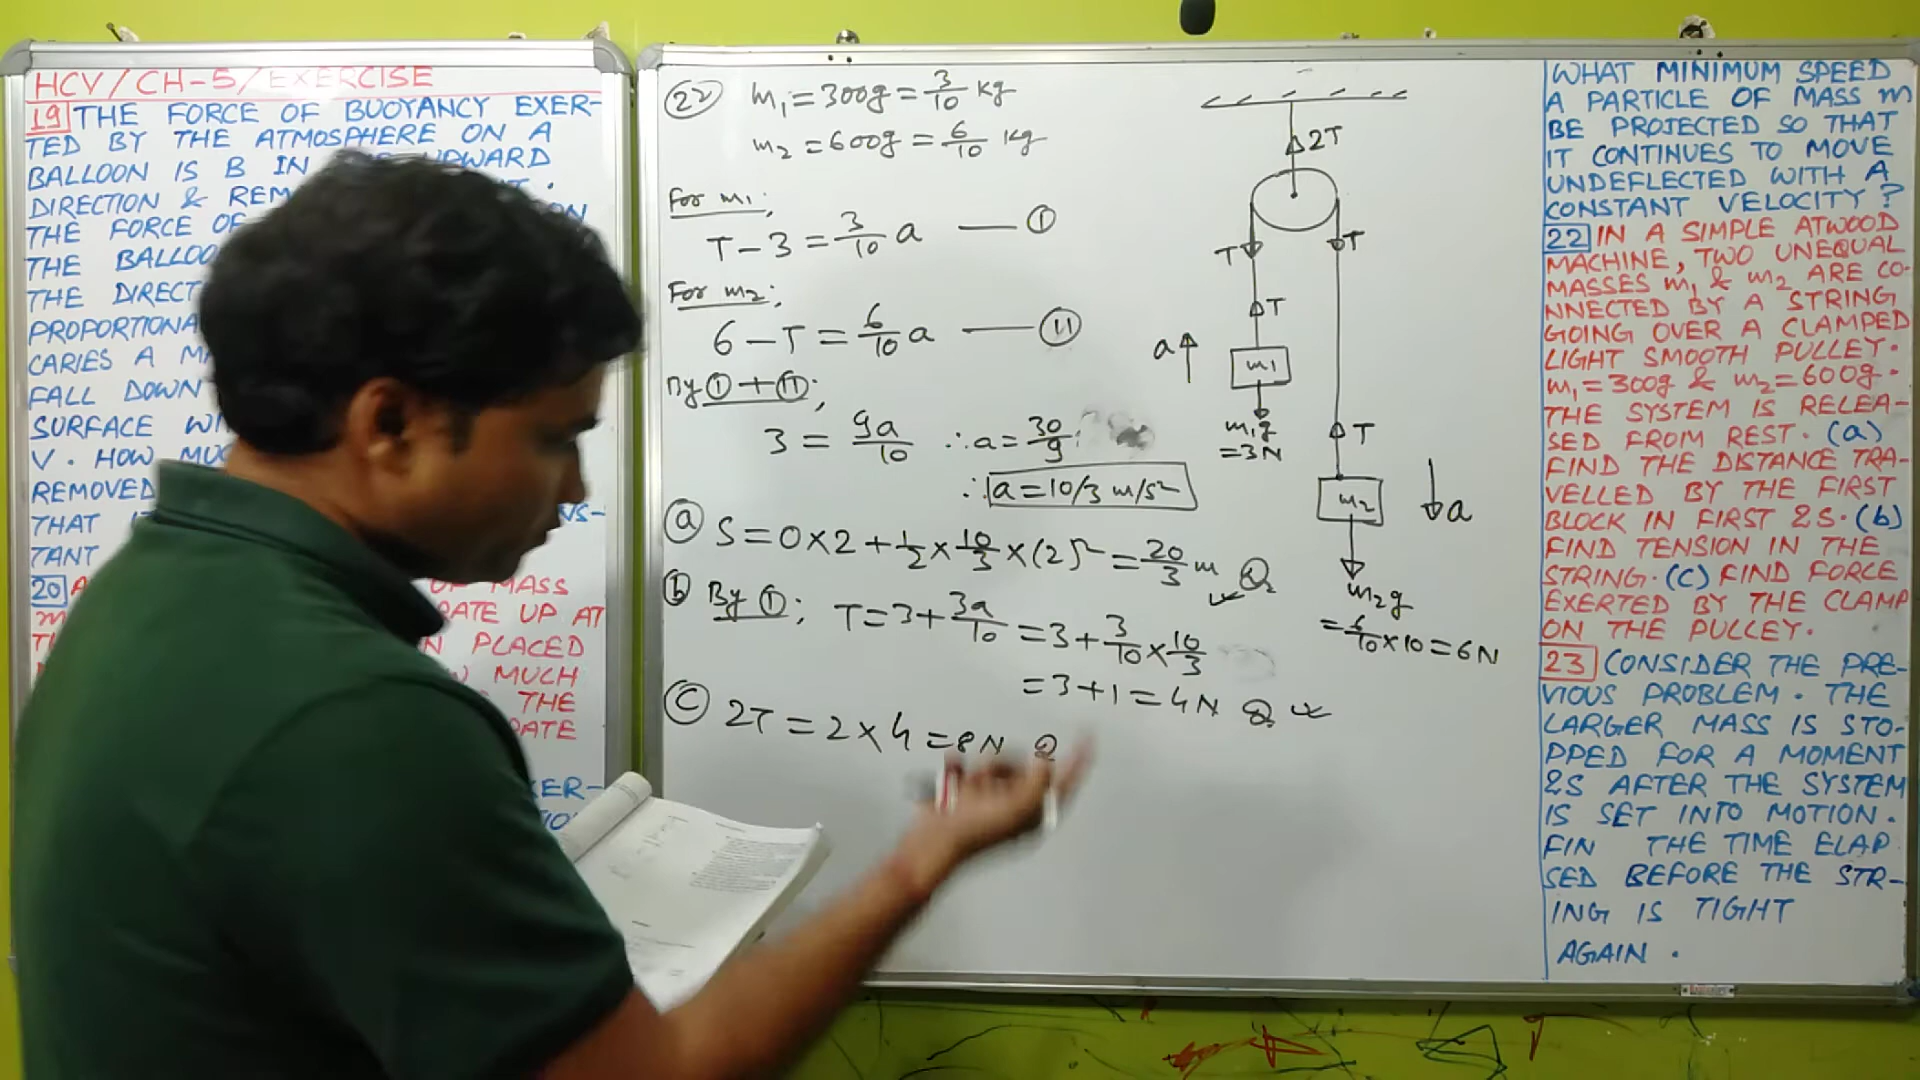 HCV/CH-5/EXERCISE
19 THE FORCE OF BUOYANCY EXER-
TED BY THE ATMOSPHERE ON A
BALLOON IS B IN UPWARD
DIRECTION & REM
THE FORCE OF
THE BALLOO
THE DIRECT
PROPORTIONA
CARIES A M
FALL DOWN
SURFACE WI
V. HOW MUC
REMOVED
THAT
TANT
20 A OF MASS
m RATE UP AT
N PLACED
MUCH
THE
RATE
XER-
22 m1 = 300g = 3/10 kg
m2 = 600g = 6/10 kg
For m1;
T - 3 = 3/10 a — I
For m2;
6 - T = 6/10 a — II
By I + II;
3 = 9a/10 ∴ a = 30/9
∴ a = 10/3 m/s²
a S = 0 × 2 + 1/2 × 10/3 × (2)² = 20/3 m
b By I; T = 3 + 3a/10 = 3 + 3/10 × 10/3
= 3 + 1 = 4N
C 2T = 2 × 4 = 8N
2T
T
T
T
a
m1
m1g
= 3N
T
m2
a
m2g
= 6/10 × 10 = 6N
WHAT MINIMUM SPEED
A PARTICLE OF MASS m
BE PROJECTED SO THAT
IT CONTINUES TO MOVE
UNDEFLECTED WITH A
CONSTANT VELOCITY?
22 IN A SIMPLE ATWOOD
MACHINE, TWO UNEQUAL
MASSES m1 & m2 ARE CO-
NNECTED BY A STRING
GOING OVER A CLAMPED
LIGHT SMOOTH PULLEY.
m1 = 300g & m2 = 600g.
THE SYSTEM IS RELEA-
SED FROM REST. (a)
FIND THE DISTANCE TRA-
VELLED BY THE FIRST
BLOCK IN FIRST 2S. (b)
FIND TENSION IN THE
STRING. (C) FIND FORCE
EXERTED BY THE CLAMP
ON THE PULLEY.
23 CONSIDER THE PRE-
VIOUS PROBLEM. THE
LARGER MASS IS STO-
PPED FOR A MOMENT
2S AFTER THE SYSTEM
IS SET INTO MOTION.
FIN THE TIME ELAP
SED BEFORE THE STR-
ING IS TIGHT
AGAIN.